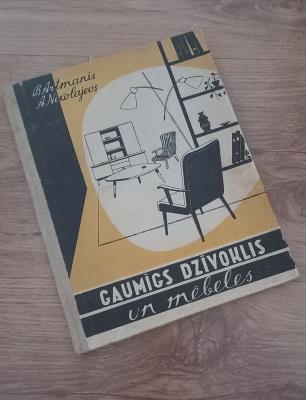 B. Artmanis
A. Nikolajevs
GAUMĪGS DZĪVOKLIS
un mēbeles